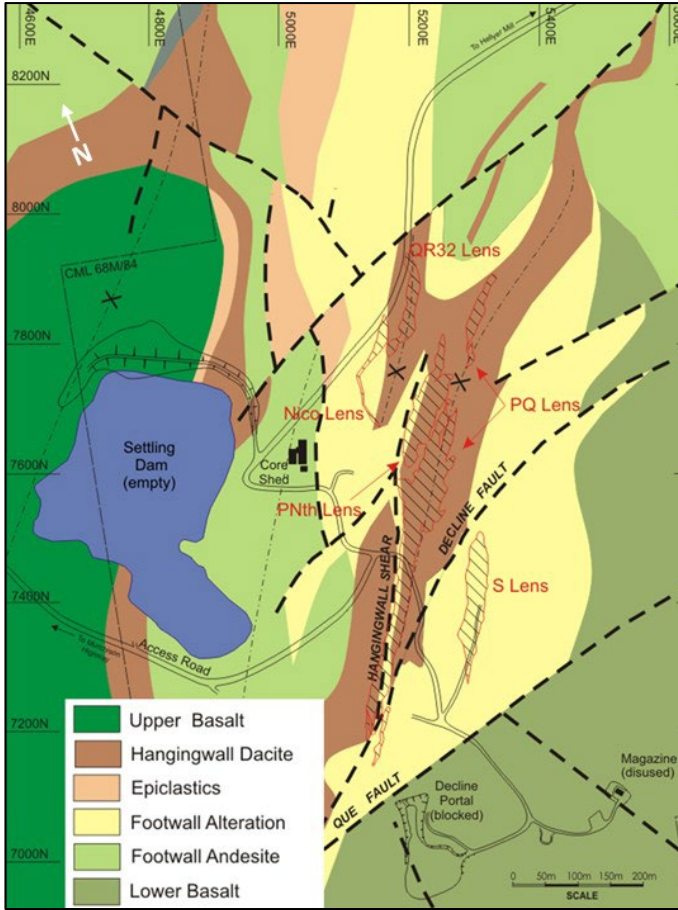 4600E
4800E
5000E
5200E
5400E
To Hellyer Mill
8200N
N
8000N
CML 68M/84
QR32 Lens
7800N
Nico Lens
PQ Lens
Settling
Dam
(empty)
Core
Shed
7600N
PNth Lens
DECLINE FAULT
HANGINGWALL SHEAR
S Lens
7400N
Access Road
To Murchison
Highway
7200N
QUE FAULT
Magazine
(disused)
Decline
Portal
(blocked)
7000N
Upper Basalt
Hangingwall Dacite
Epiclastics
Footwall Alteration
Footwall Andesite
Lower Basalt
0 50m 100m 150m 200m
SCALE